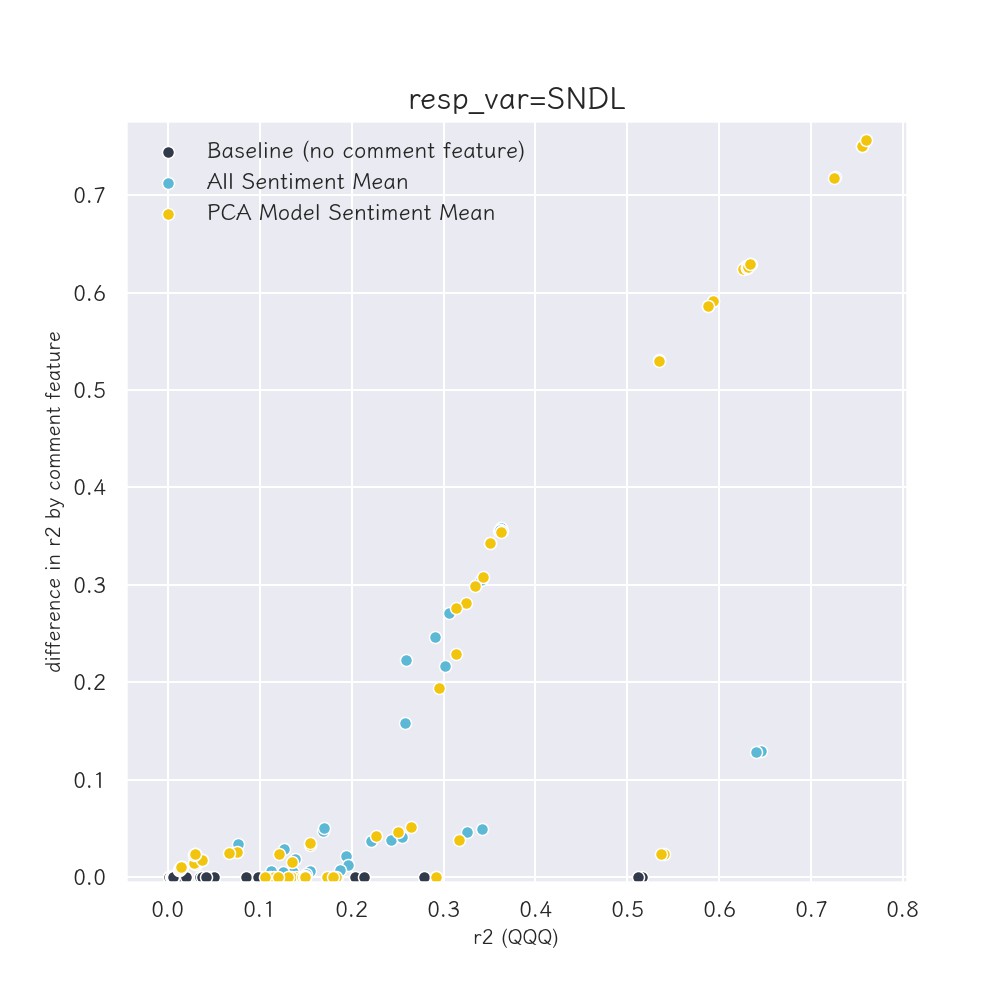 resp_var=SNDL
Baseline (no comment feature)
All Sentiment Mean
PCA Model Sentiment Mean
difference in r2 by comment feature
0.7
0.6
0.5
0.4
0.3
0.2
0.1
0.0
0.0 0.1 0.2 0.3 0.4 0.5 0.6 0.7 0.8
r2 (QQQ)